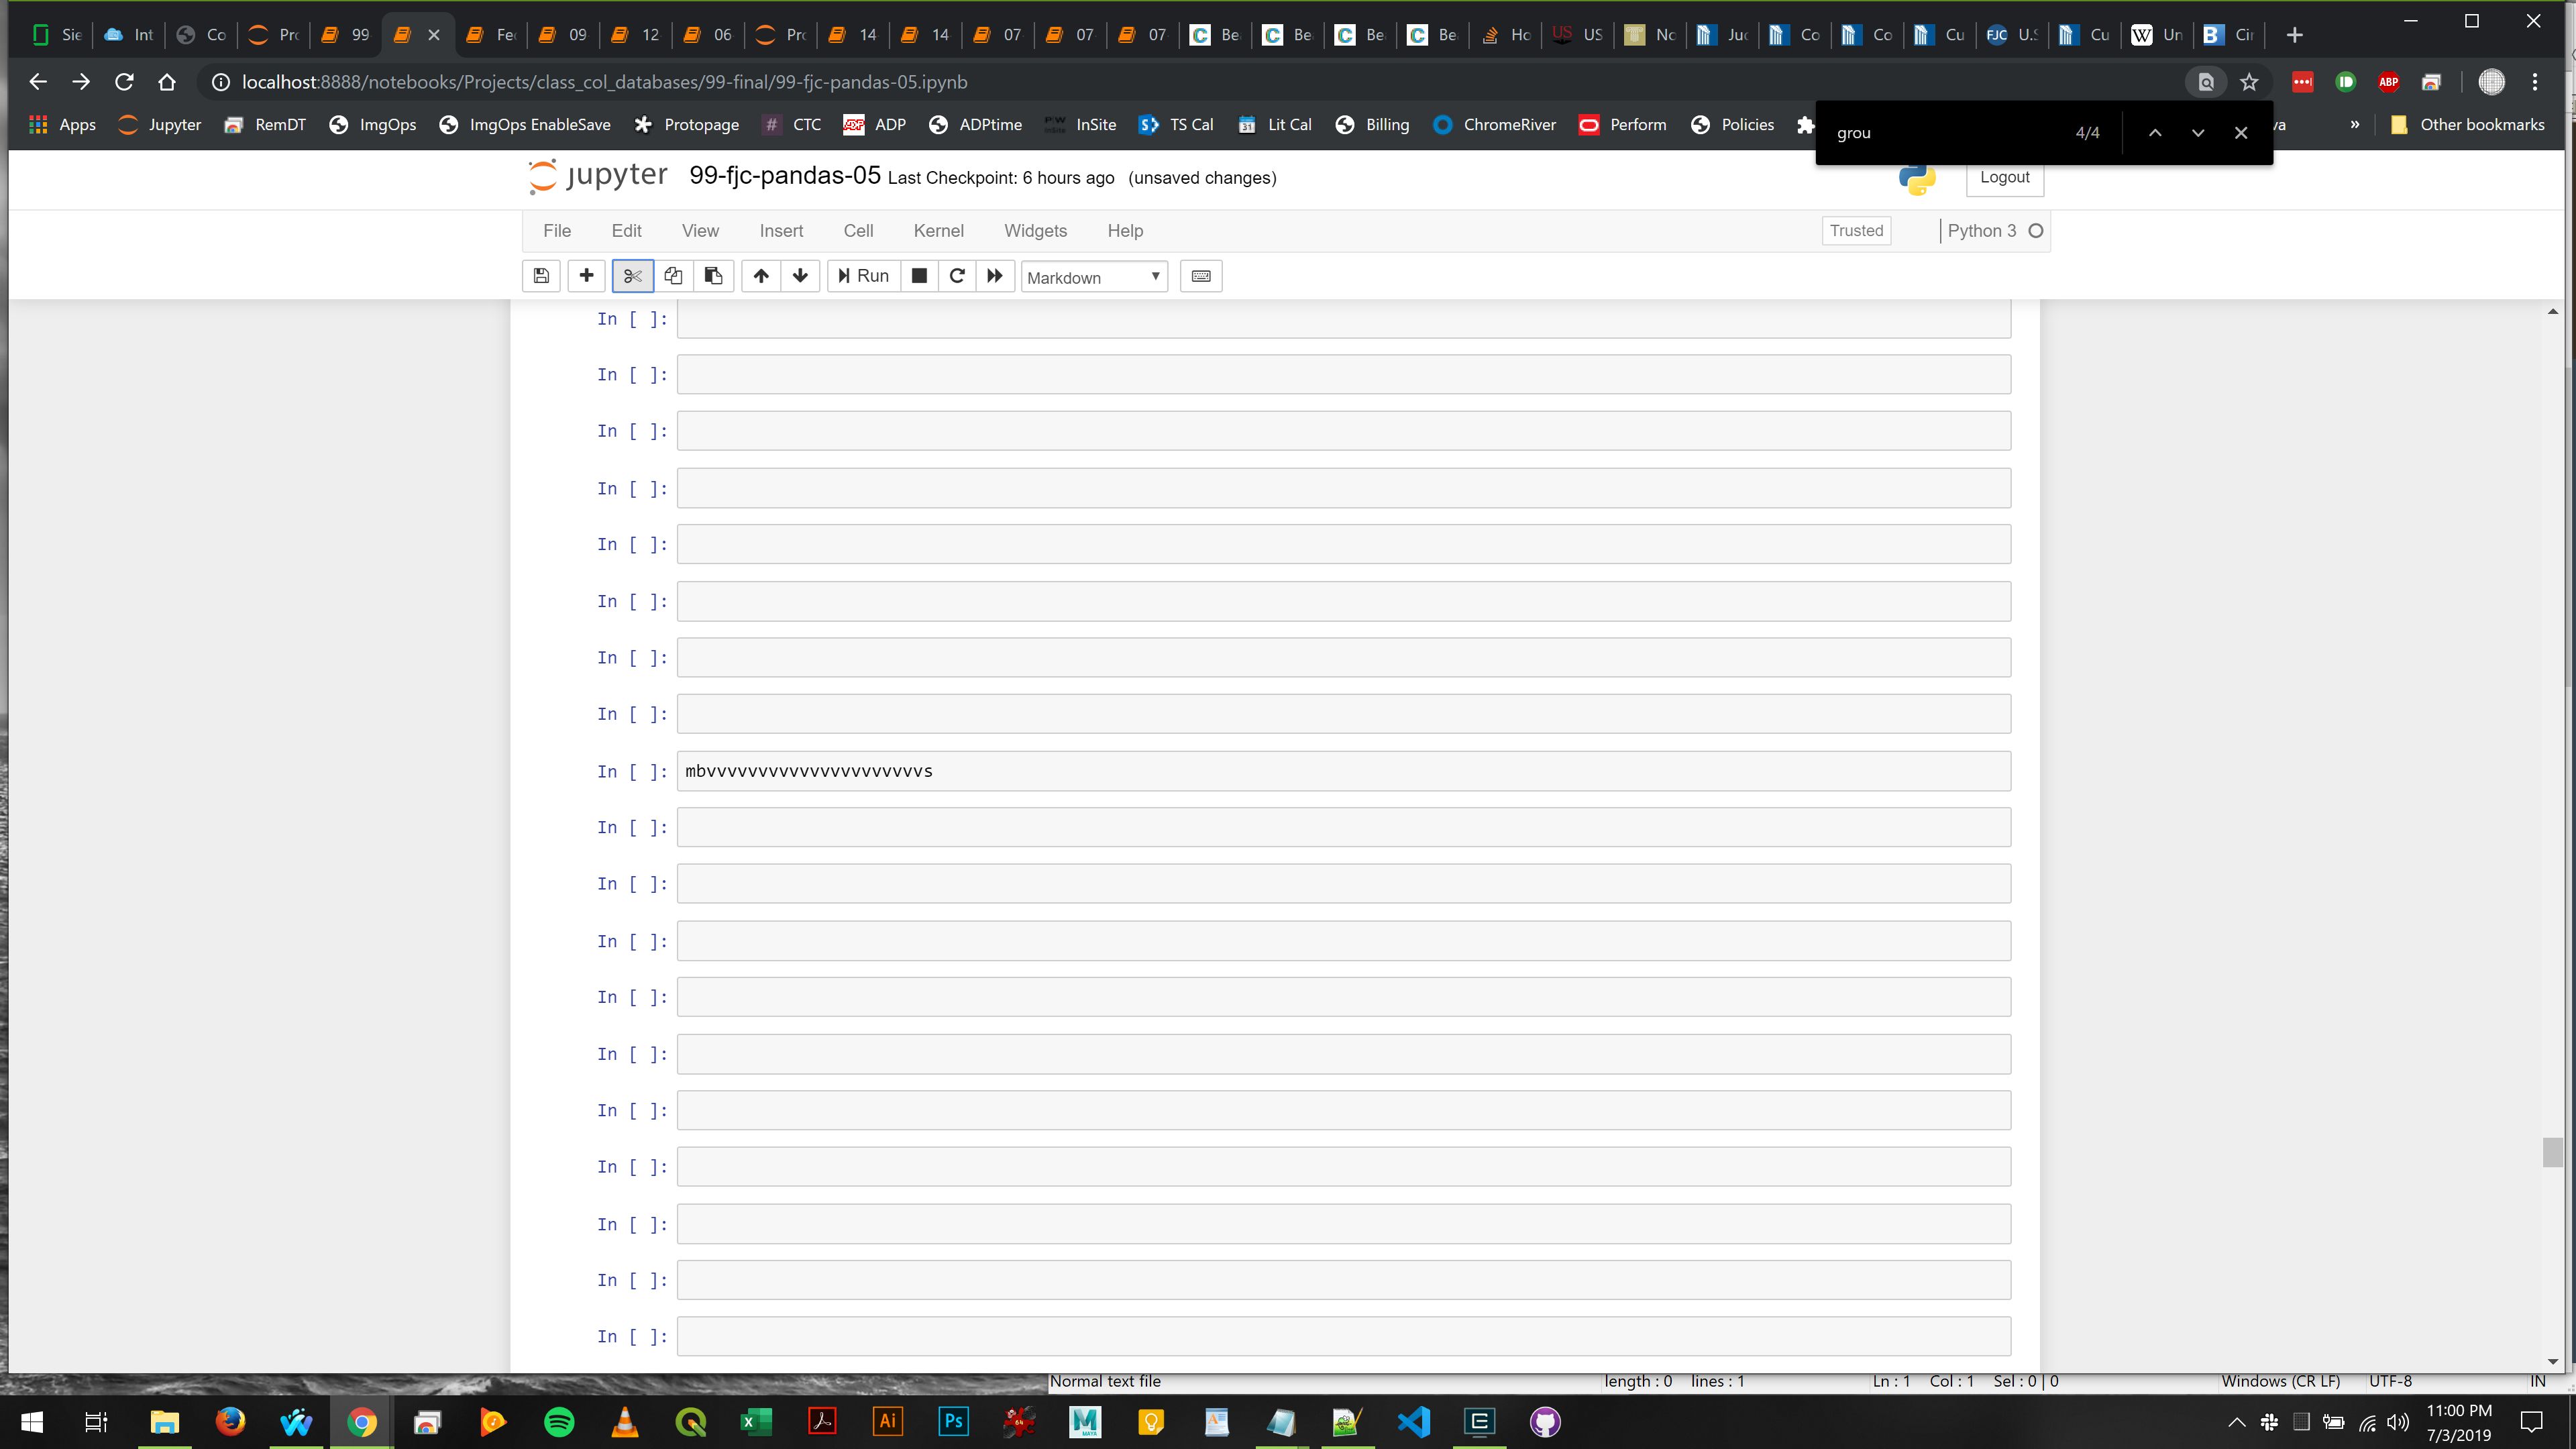 Sie Int Co Pro 99 Fed 09 12 06 Pro 14 14 07 07 07 Be Be Be Be Ho US No Jud Co Co Cu U.S Cu Un Cir
localhost:8888/notebooks/Projects/class_col_databases/99-final/99-fjc-pandas-05.ipynb
Apps Jupyter RemDT ImgOps ImgOps EnableSave Protopage CTC ADP ADPtime InSite TS Cal Lit Cal Billing ChromeRiver Perform Policies va » Other bookmarks
grou 4/4
jupyter 99-fjc-pandas-05 Last Checkpoint: 6 hours ago (unsaved changes)
Logout
File Edit View Insert Cell Kernel Widgets Help Trusted Python 3
Run Markdown
In [ ]:
In [ ]:
In [ ]:
In [ ]:
In [ ]:
In [ ]:
In [ ]:
In [ ]:
In [ ]: mbvvvvvvvvvvvvvvvvvvvvvs
In [ ]:
In [ ]:
In [ ]:
In [ ]:
In [ ]:
In [ ]:
In [ ]:
In [ ]:
In [ ]:
In [ ]:
Normal text file length : 0 lines : 1 Ln : 1 Col : 1 Sel : 0 | 0 Windows (CR LF) UTF-8 IN
11:00 PM
7/3/2019